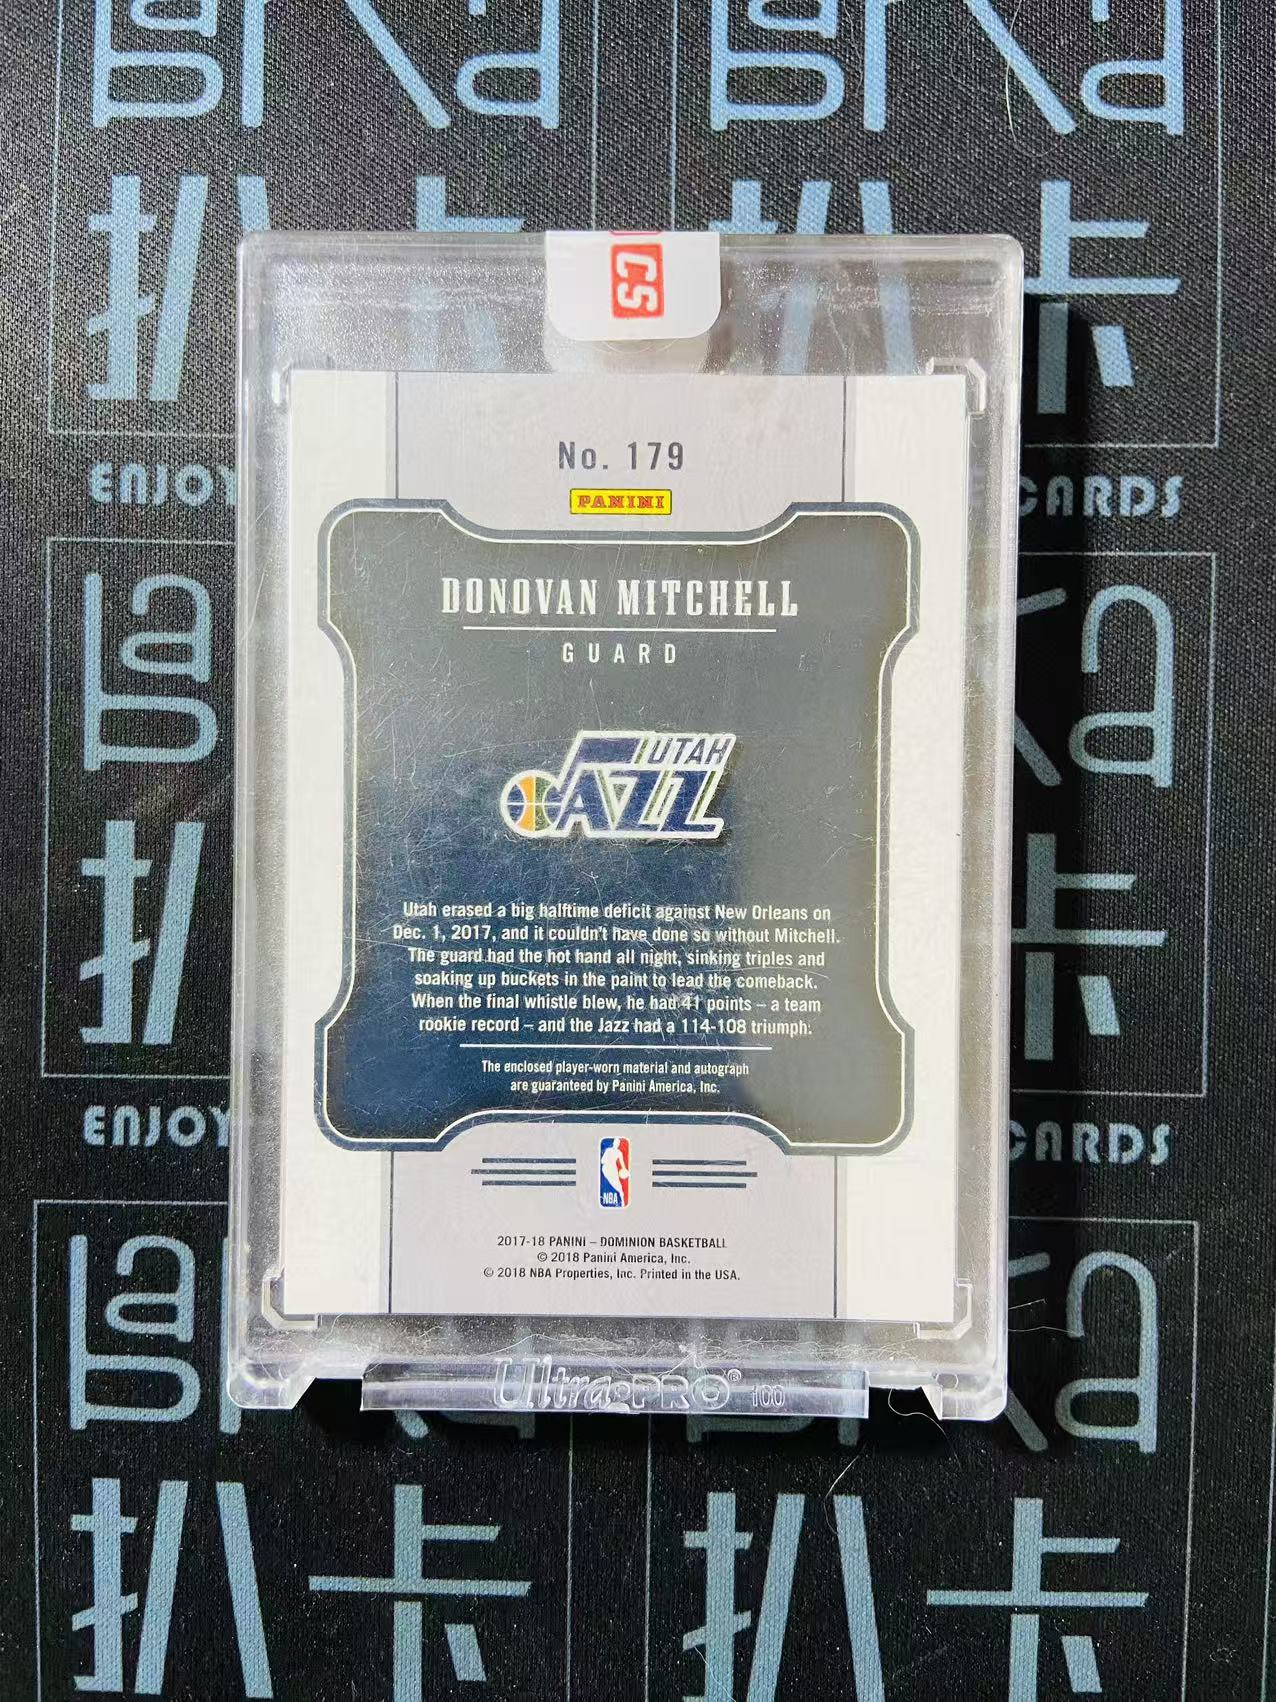 扒卡
扒卡
CS
ENJOY
CARDS
No. 179
PANINI
DONOVAN MITCHELL
GUARD
UTAH
JAZZ
Utah erased a big halftime deficit against New Orleans on
Dec. 1, 2017, and it couldn't have done so without Mitchell.
The guard had the hot hand all night, sinking triples and
soaking up buckets in the paint to lead the comeback.
When the final whistle blew, he had 41 points – a team
rookie record – and the Jazz had a 114-108 triumph.
The enclosed player-worn material and autograph
are guaranteed by Panini America, Inc.
NBA
ENJOY
CARDS
2017-18 PANINI – DOMINION BASKETBALL
© 2018 Panini America, Inc.
© 2018 NBA Properties, Inc. Printed in the USA.
Ultra PRO® 100
扒卡
扒卡